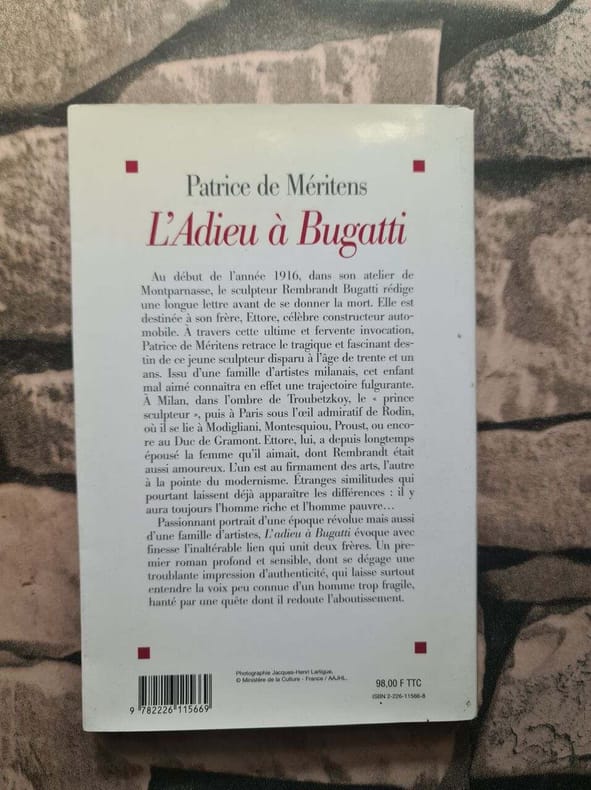 Patrice de Méritens
L'Adieu à Bugatti
Au début de l'année 1916, dans son atelier de
Montparnasse, le sculpteur Rembrandt Bugatti rédige
une longue lettre avant de se donner la mort. Elle est
destinée à son frère, Ettore, célèbre constructeur auto-
mobile. À travers cette ultime et fervente invocation,
Patrice de Méritens retrace le tragique et fascinant des-
tin de ce jeune sculpteur disparu à l'âge de trente et un
ans. Issu d'une famille d'artistes milanais, cet enfant
mal aimé connaîtra en effet une trajectoire fulgurante.
À Milan, dans l'ombre de Troubetzkoy, le « prince
sculpteur », puis à Paris sous l'œil admiratif de Rodin,
où il se lie à Modigliani, Montesquiou, Proust, ou enco-
re au Duc de Gramont. Ettore, lui, a depuis longtemps
épousé la femme qu'il aimait, dont Rembrandt était
aussi amoureux. L'un est au firmament des arts, l'autre
à la pointe du modernisme. Étranges similitudes qui
pourtant laissent déjà apparaître les différences : il y
aura toujours l'homme riche et l'homme pauvre...
Passionnant portrait d'une époque révolue mais aussi
d'une famille d'artistes, L'adieu à Bugatti évoque avec
finesse l'inaltérable lien qui unit deux frères. Un pre-
mier roman profond et sensible, dont se dégage une
troublante impression d'authenticité, qui laisse surtout
entendre la voix peu connue d'un homme trop fragile,
hanté par une quête dont il redoute l'aboutissement.
Photographie Jacques-Henri Lartigue,
© Ministère de la Culture - France / AAJHL.
98,00 F TTC
ISBN 2-226-11566-8
9 782226 115669